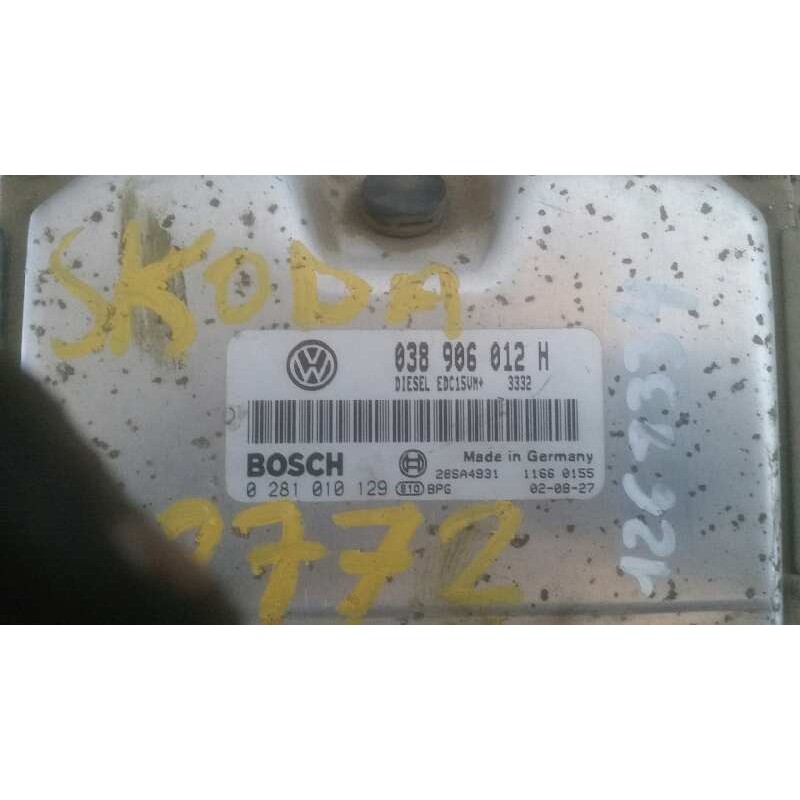 SKODA
038 906 012 H
DIESEL EDC15VM+ 3332
BOSCH
Made in Germany
28SA4931 1166 0155
0 281 010 129 810 BPG 02-08-27
2772